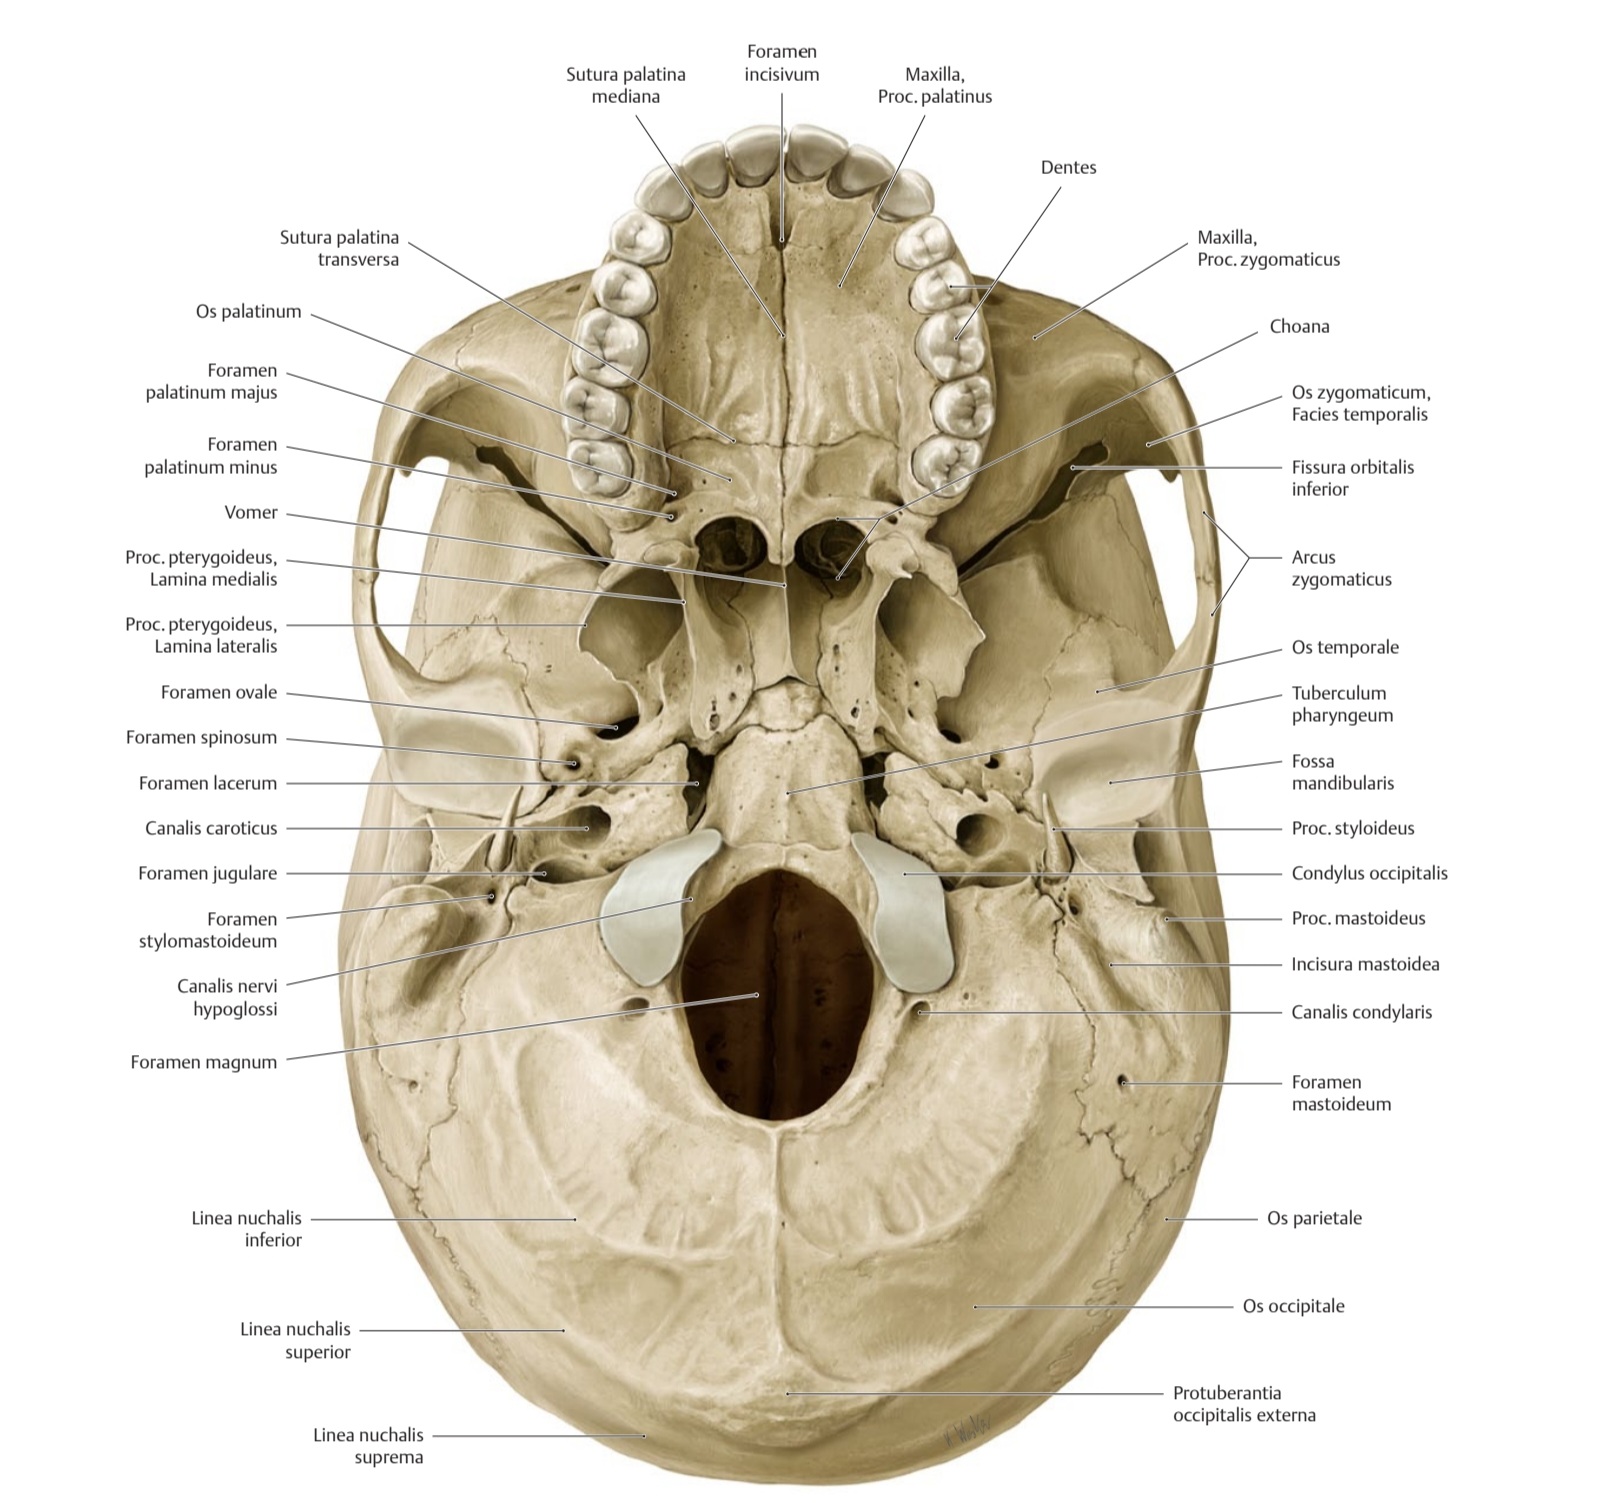 Foramen
incisivum
Sutura palatina
mediana
Maxilla,
Proc. palatinus
Dentes
Sutura palatina
transversa
Os palatinum
Foramen
palatinum majus
Foramen
palatinum minus
Vomer
Proc. pterygoideus,
Lamina medialis
Proc. pterygoideus,
Lamina lateralis
Foramen ovale
Foramen spinosum
Foramen lacerum
Canalis caroticus
Foramen jugulare
Foramen
stylomastoideum
Canalis nervi
hypoglossi
Foramen magnum
Linea nuchalis
inferior
Linea nuchalis
superior
Linea nuchalis
suprema
Maxilla,
Proc. zygomaticus
Choana
Os zygomaticum,
Facies temporalis
Fissura orbitalis
inferior
Arcus
zygomaticus
Os temporale
Tuberculum
pharyngeum
Fossa
mandibularis
Proc. styloideus
Condylus occipitalis
Proc. mastoideus
Incisura mastoidea
Canalis condylaris
Foramen
mastoideum
Os parietale
Os occipitale
Protuberantia
occipitalis externa